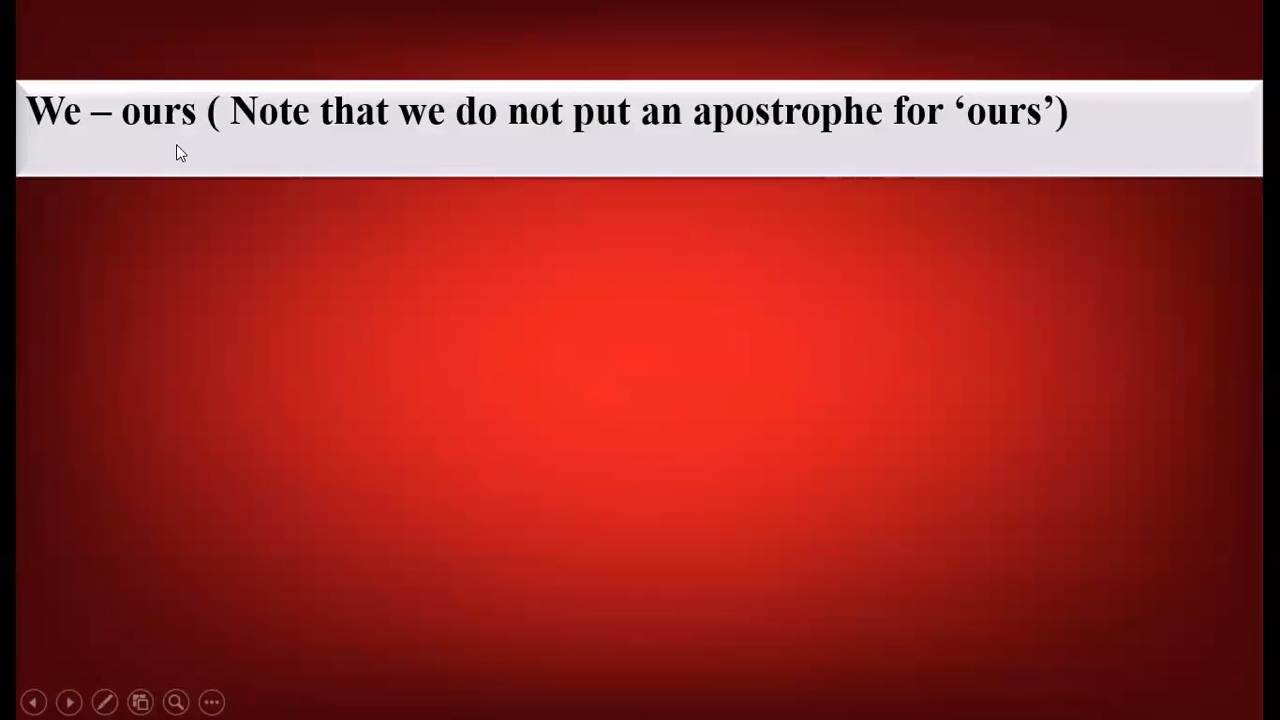 We – ours ( Note that we do not put an apostrophe for ‘ours’)